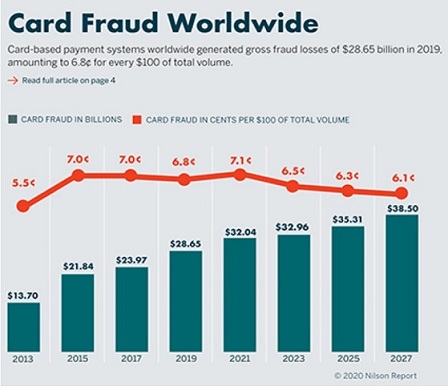 Card Fraud Worldwide
Card-based payment systems worldwide generated gross fraud losses of $28.65 billion in 2019,
amounting to 6.8¢ for every $100 of total volume.
→ Read full article on page 4
CARD FRAUD IN BILLIONS CARD FRAUD IN CENTS PER $100 OF TOTAL VOLUME
5.5¢ 7.0¢ 7.0¢ 6.8¢ 7.1¢ 6.5¢ 6.3¢ 6.1¢
$13.70 $21.84 $23.97 $28.65 $32.04 $32.96 $35.31 $38.50
2013 2015 2017 2019 2021 2023 2025 2027
© 2020 Nilson Report